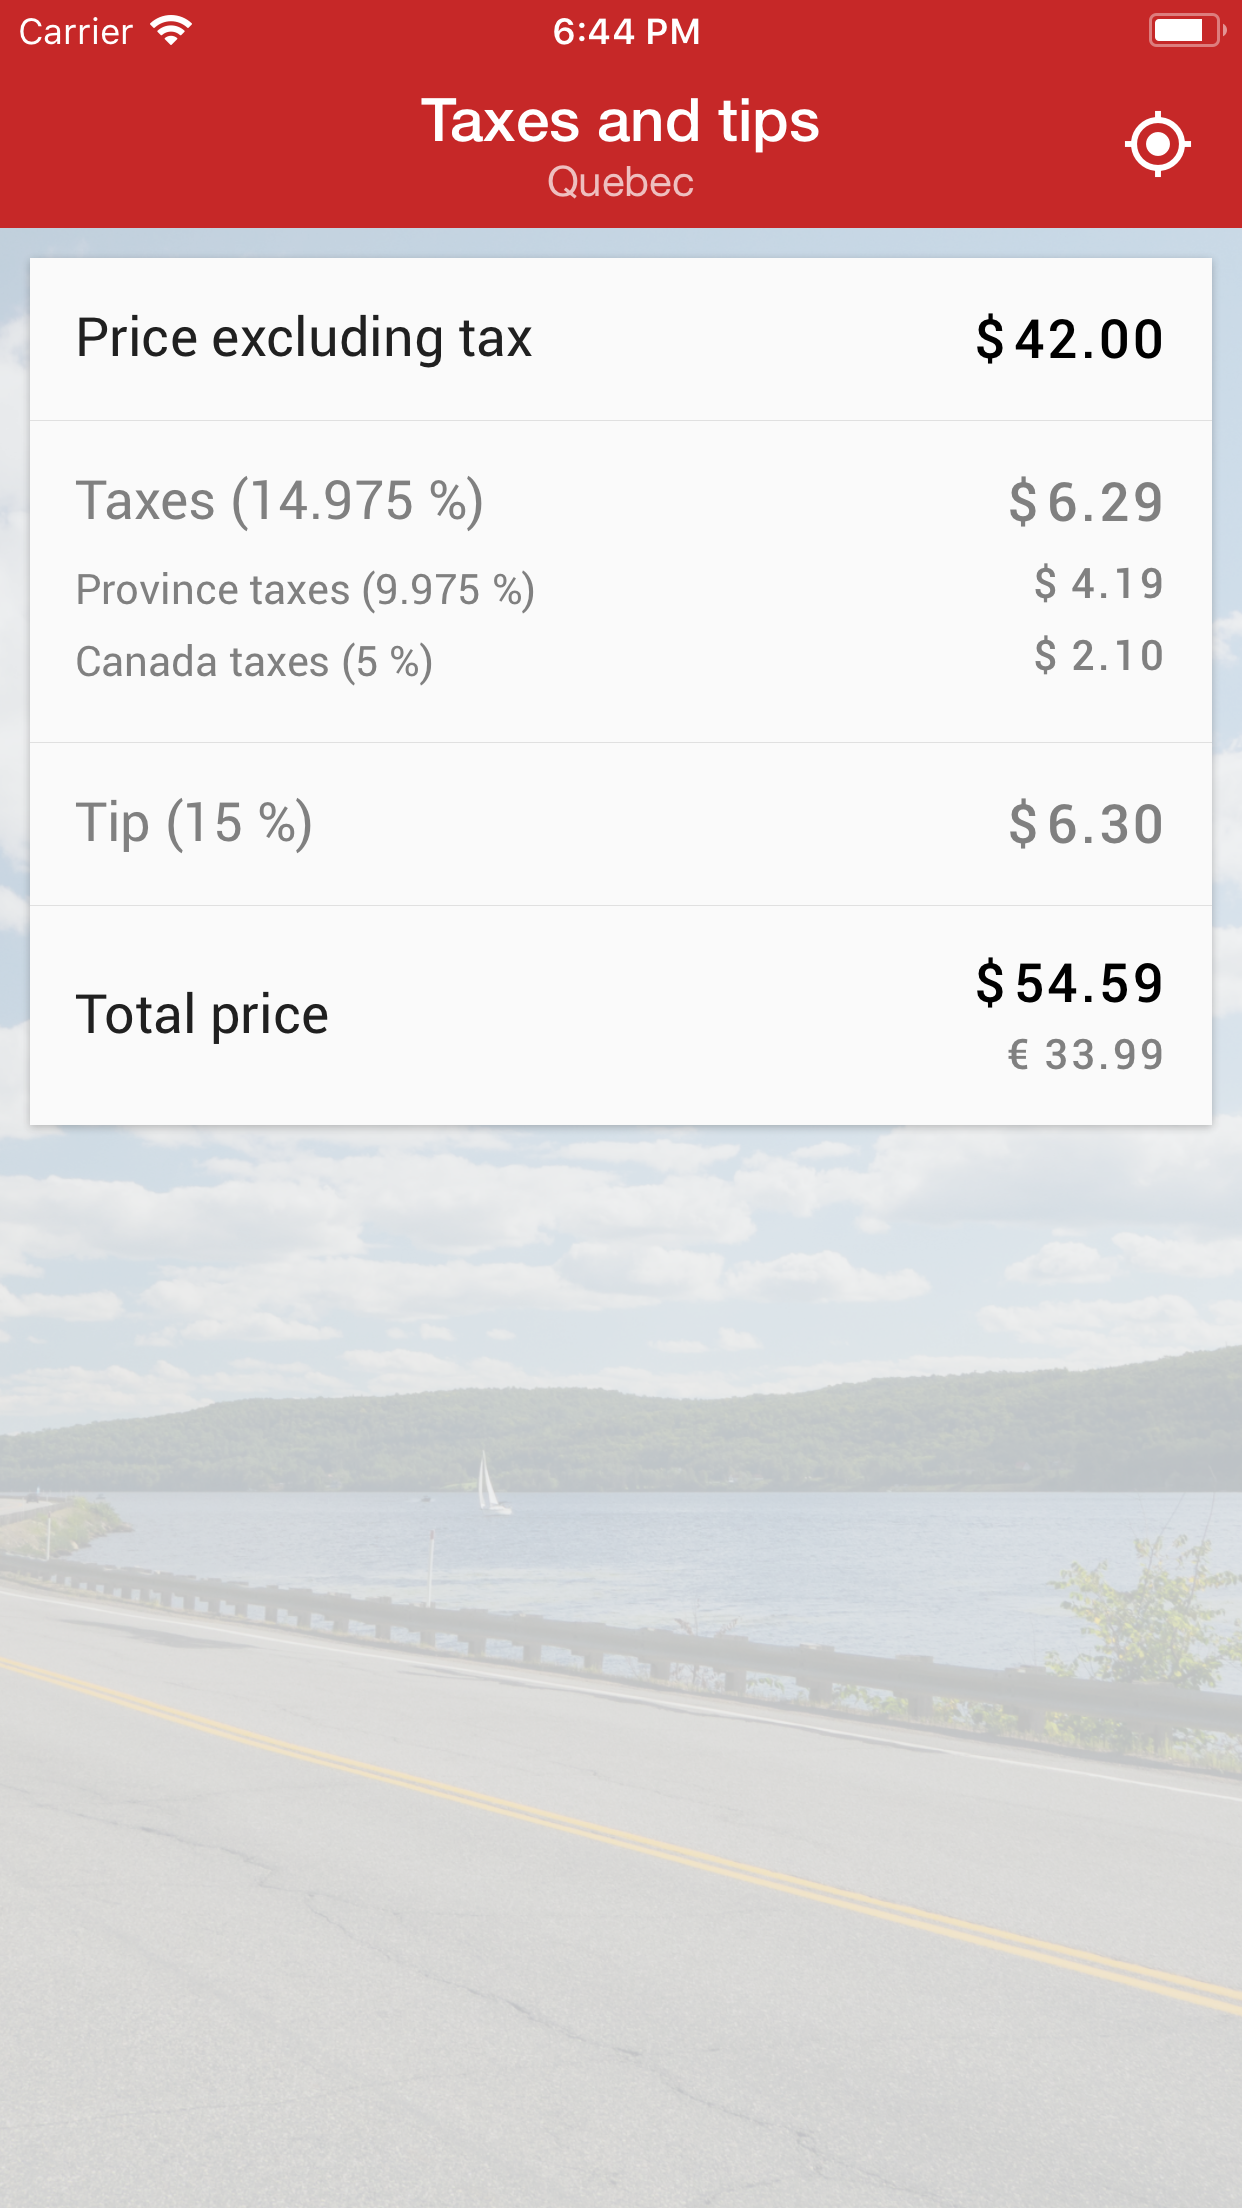 Carrier 6:44 PM
Taxes and tips
Quebec
Price excluding tax $ 42.00
Taxes (14.975 %) $ 6.29
Province taxes (9.975 %) $ 4.19
Canada taxes (5 %) $ 2.10
Tip (15 %) $ 6.30
Total price $ 54.59
€ 33.99